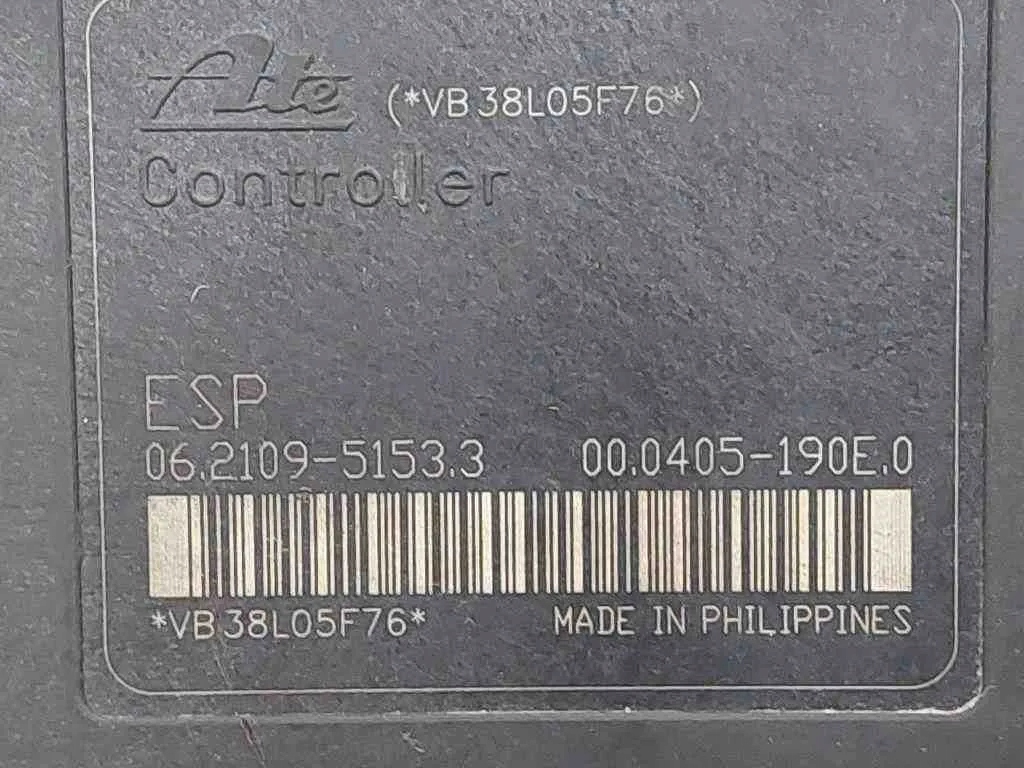 Ate (*VB38L05F76*)
Controller
ESP
06.2109-5153.3 00.0405-190E.0
*VB38L05F76* MADE IN PHILIPPINES